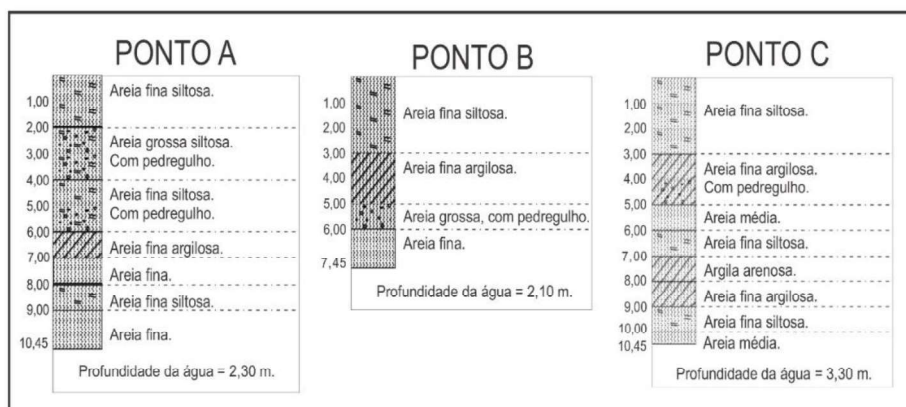 PONTO A
1,00
Areia fina siltosa.
2,00
Areia grossa siltosa.
3,00
Com pedregulho.
4,00
Areia fina siltosa.
5,00
Com pedregulho.
6,00
Areia fina argilosa.
7,00
Areia fina.
8,00
Areia fina siltosa.
9,00
Areia fina.
10,45
Profundidade da água = 2,30 m.
PONTO B
1,00
Areia fina siltosa.
2,00
3,00
Areia fina argilosa.
4,00
5,00
Areia grossa, com pedregulho.
6,00
Areia fina.
7,45
Profundidade da água = 2,10 m.
PONTO C
1,00
Areia fina siltosa.
2,00
3,00
Areia fina argilosa.
4,00
Com pedregulho.
5,00
Areia média.
6,00
Areia fina siltosa.
7,00
Argila arenosa.
8,00
Areia fina argilosa.
9,00
Areia fina siltosa.
10,00
Areia média.
10,45
Profundidade da água = 3,30 m.